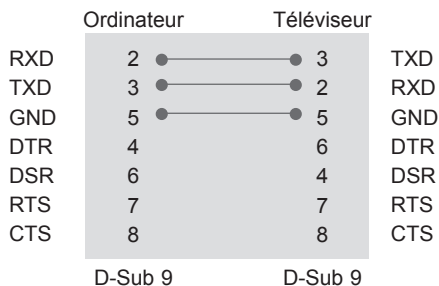 Ordinateur Téléviseur
RXD 2 3 TXD
TXD 3 2 RXD
GND 5 5 GND
DTR 4 6 DTR
DSR 6 4 DSR
RTS 7 7 RTS
CTS 8 8 CTS
D-Sub 9 D-Sub 9